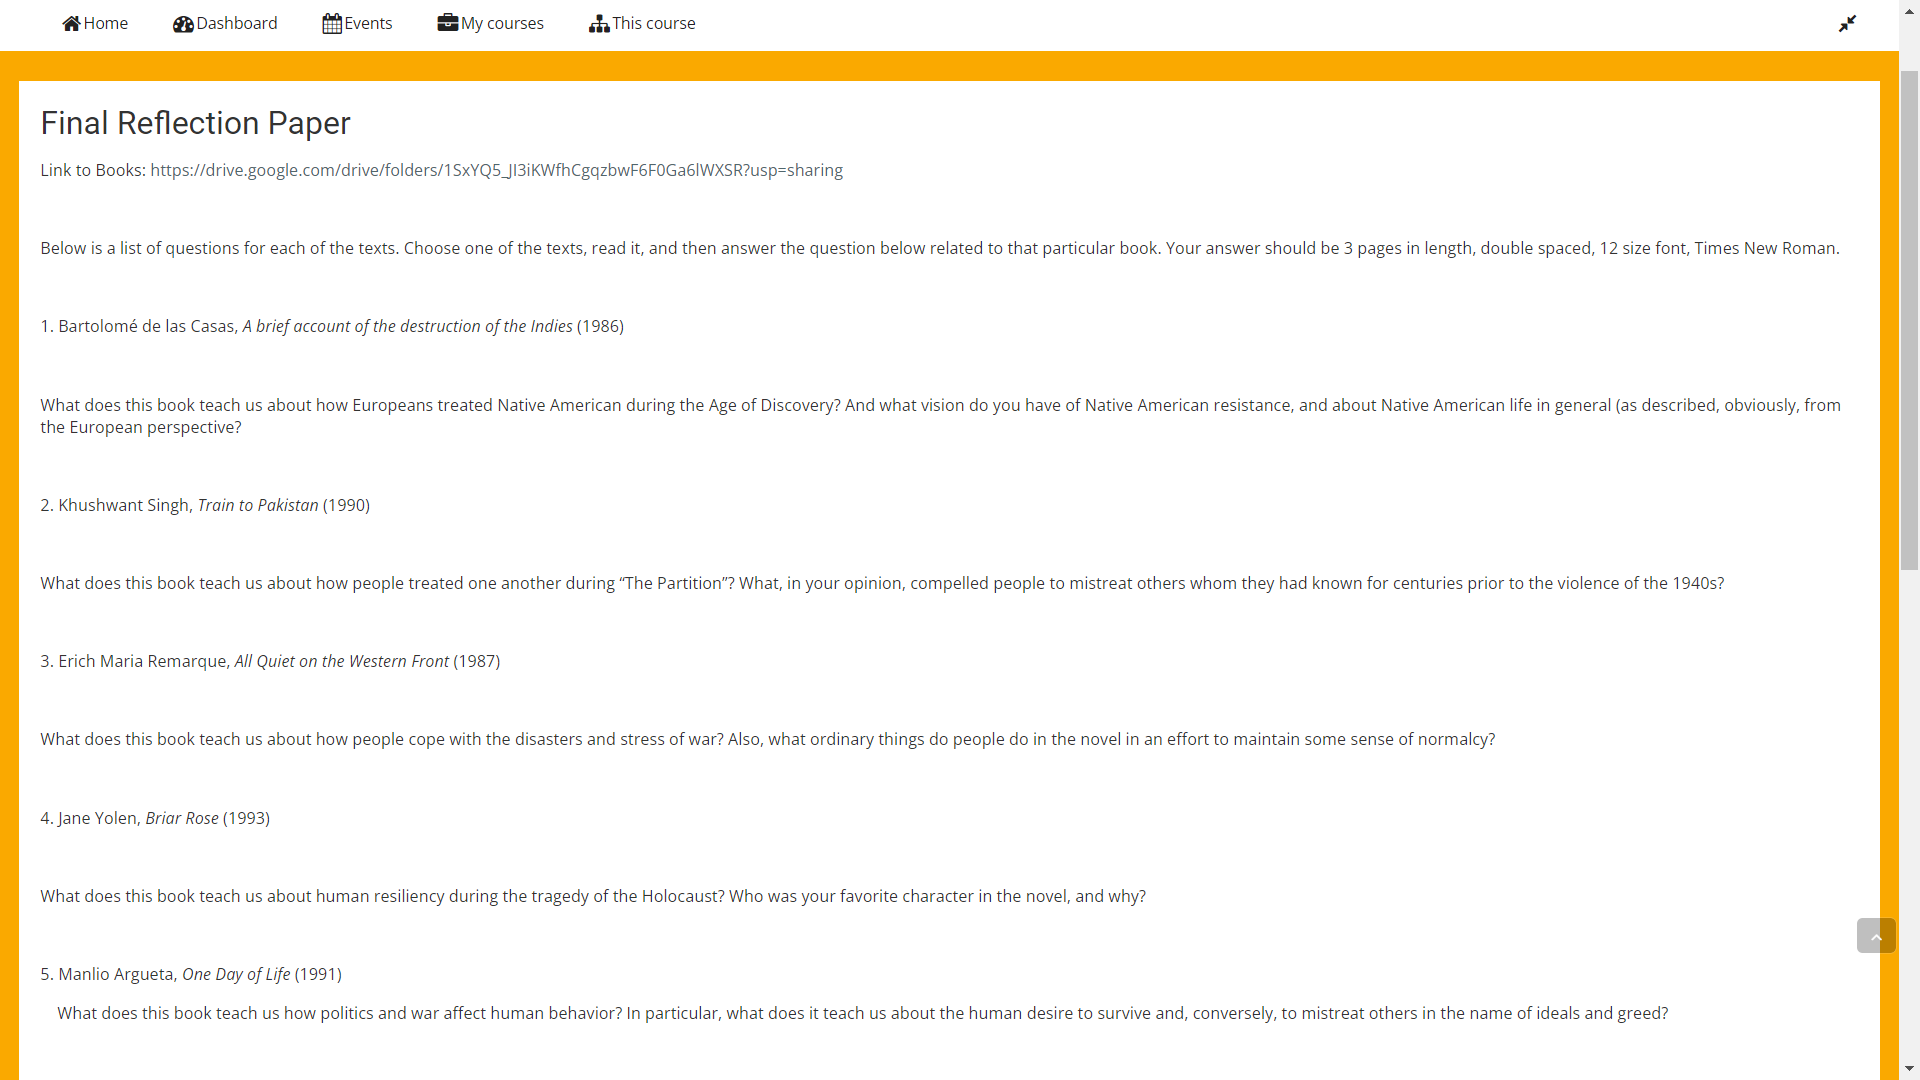 Home Dashboard Events My courses This course
Final Reflection Paper
Link to Books: https://drive.google.com/drive/folders/1SxYQ5_JI3iKWfhCgqzbwF6F0Ga6lWXSR?usp=sharing
Below is a list of questions for each of the texts. Choose one of the texts, read it, and then answer the question below related to that particular book. Your answer should be 3 pages in length, double spaced, 12 size font, Times New Roman.
1. Bartolomé de las Casas, A brief account of the destruction of the Indies (1986)
What does this book teach us about how Europeans treated Native American during the Age of Discovery? And what vision do you have of Native American resistance, and about Native American life in general (as described, obviously, from
the European perspective?
2. Khushwant Singh, Train to Pakistan (1990)
What does this book teach us about how people treated one another during “The Partition”? What, in your opinion, compelled people to mistreat others whom they had known for centuries prior to the violence of the 1940s?
3. Erich Maria Remarque, All Quiet on the Western Front (1987)
What does this book teach us about how people cope with the disasters and stress of war? Also, what ordinary things do people do in the novel in an effort to maintain some sense of normalcy?
4. Jane Yolen, Briar Rose (1993)
What does this book teach us about human resiliency during the tragedy of the Holocaust? Who was your favorite character in the novel, and why?
5. Manlio Argueta, One Day of Life (1991)
What does this book teach us how politics and war affect human behavior? In particular, what does it teach us about the human desire to survive and, conversely, to mistreat others in the name of ideals and greed?